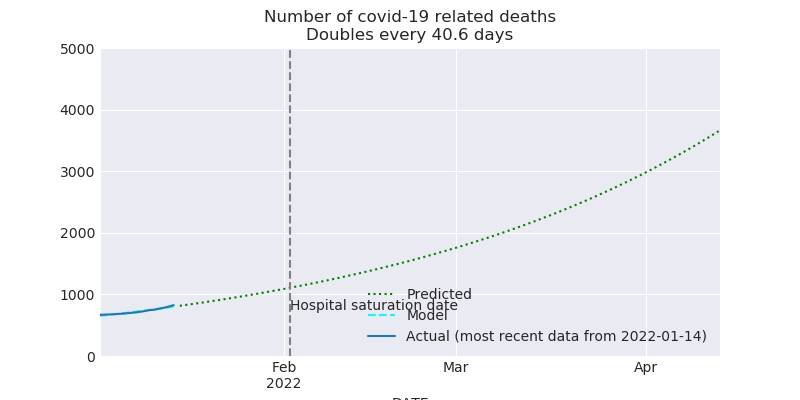 Number of covid-19 related deaths
Doubles every 40.6 days
5000
4000
3000
2000
1000
0
Predicted
Hospital saturation date
Model
Actual (most recent data from 2022-01-14)
Feb
2022
Mar
Apr
DATE